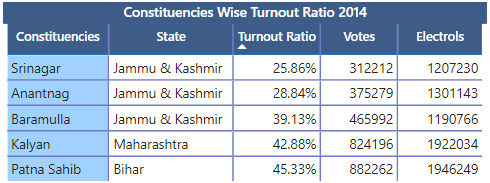 Constituencies Wise Turnout Ratio 2014
Constituencies State Turnout Ratio Votes Electrols
Srinagar Jammu & Kashmir 25.86% 312212 1207230
Anantnag Jammu & Kashmir 28.84% 375279 1301143
Baramulla Jammu & Kashmir 39.13% 465992 1190766
Kalyan Maharashtra 42.88% 824196 1922034
Patna Sahib Bihar 45.33% 882262 1946249